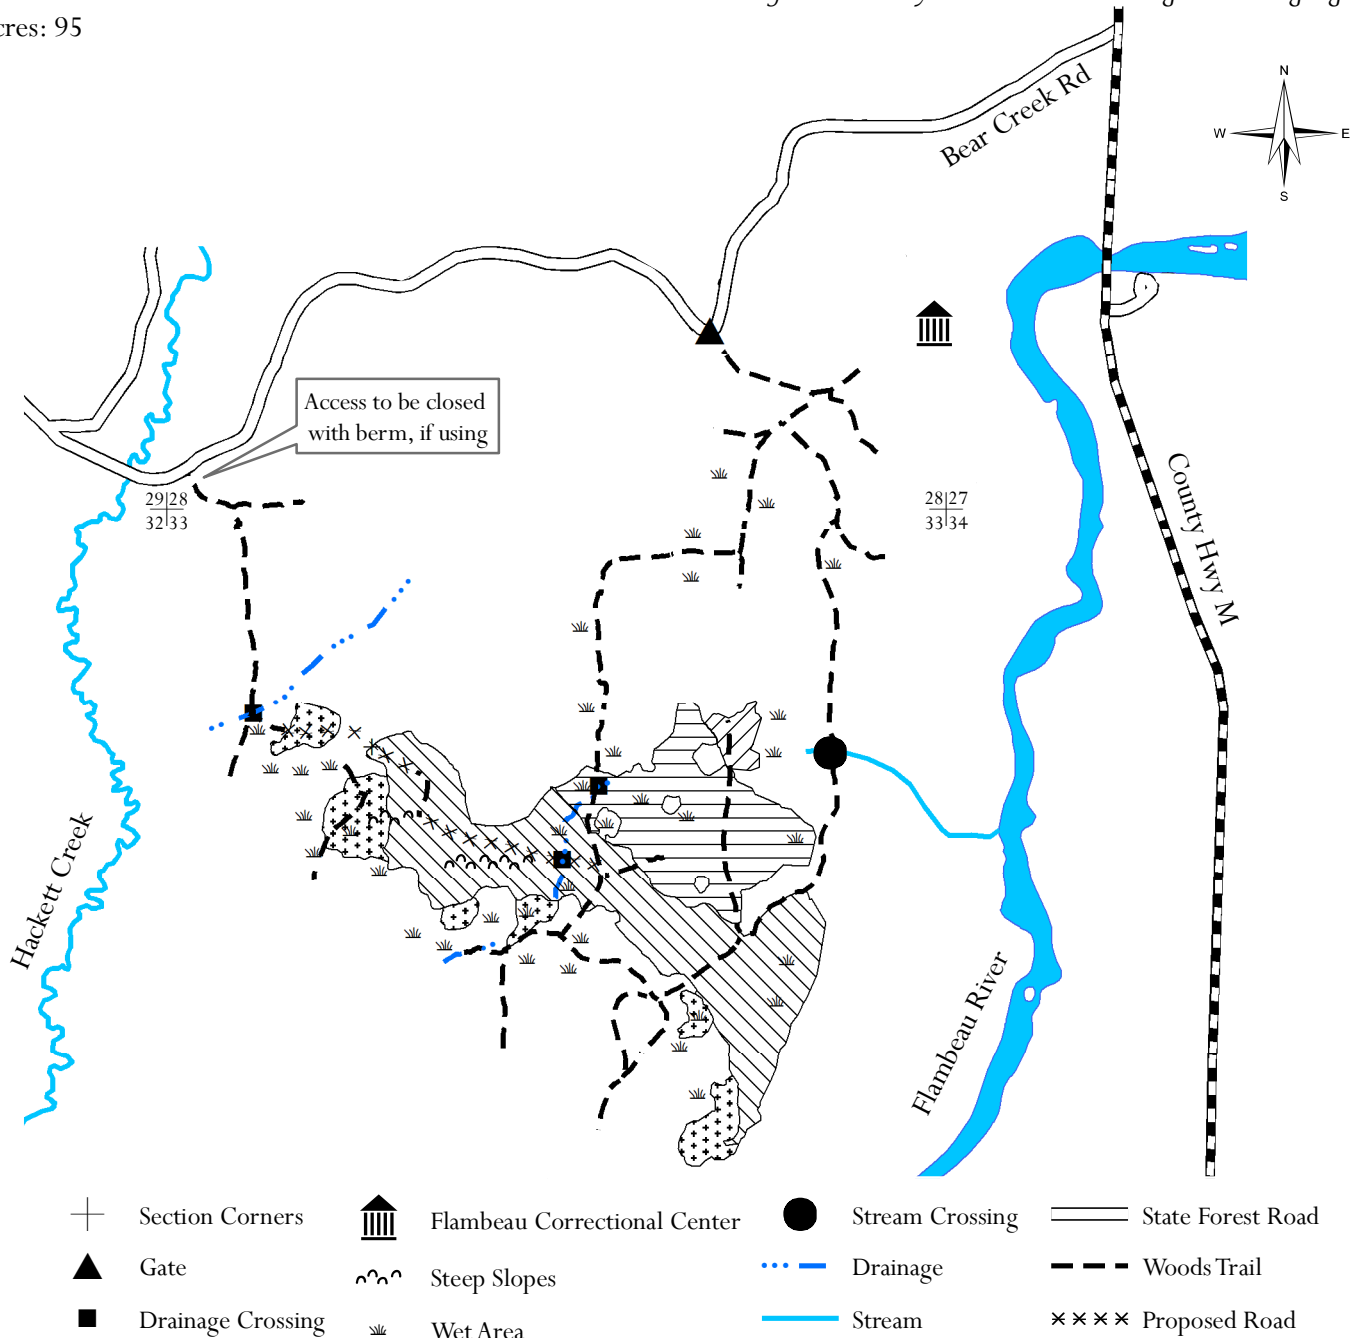 cres: 95
Bear Creek Rd
N
W E
S
Access to be closed
with berm, if using
29 28
32 33
28 27
33 34
County Hwy M
Hackett Creek
Flambeau River
Section Corners
Flambeau Correctional Center
Stream Crossing
State Forest Road
Gate
Steep Slopes
Drainage
Woods Trail
Drainage Crossing
Wet Area
Stream
Proposed Road